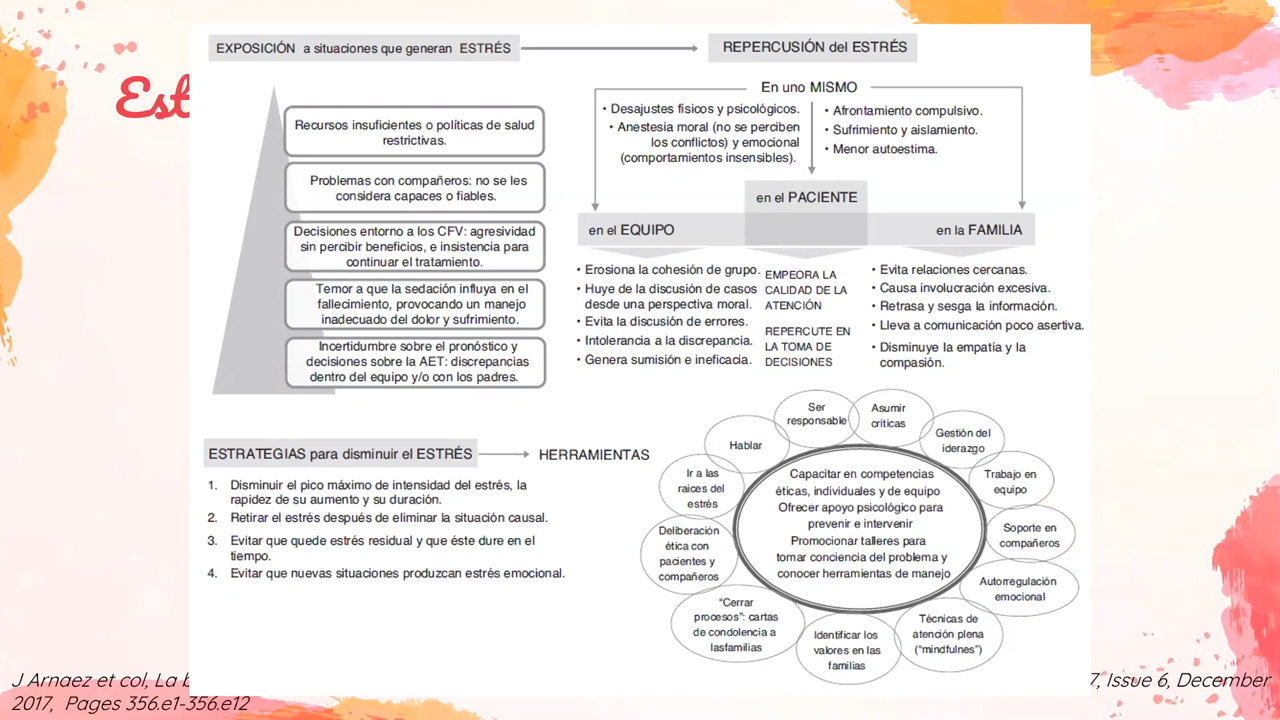 Est
EXPOSICIÓN a situaciones que generan ESTRÉS
REPERCUSIÓN del ESTRÉS
Recursos insuficientes o políticas de salud
restrictivas.
Problemas con compañeros: no se les
considera capaces o fiables.
Decisiones entorno a los CFV: agresividad
sin percibir beneficios, e insistencia para
continuar el tratamiento.
Temor a que la sedación influya en el
fallecimiento, provocando un manejo
inadecuado del dolor y sufrimiento.
Incertidumbre sobre el pronóstico y
decisiones sobre la AET: discrepancias
dentro del equipo y/o con los padres.
En uno MISMO
• Desajustes físicos y psicológicos.
• Anestesia moral (no se perciben
los conflictos) y emocional
(comportamientos insensibles).
• Afrontamiento compulsivo.
• Sufrimiento y aislamiento.
• Menor autoestima.
en el PACIENTE
en el EQUIPO
en la FAMILIA
• Erosiona la cohesión de grupo.
• Huye de la discusión de casos
desde una perspectiva moral.
• Evita la discusión de errores.
• Intolerancia a la discrepancia.
• Genera sumisión e ineficacia.
EMPEORA LA
CALIDAD DE LA
ATENCIÓN
REPERCUTE EN
LA TOMA DE
DECISIONES
• Evita relaciones cercanas.
• Causa involucración excesiva.
• Retrasa y sesga la información.
• Lleva a comunicación poco asertiva.
• Disminuye la empatía y la
compasión.
ESTRATEGIAS para disminuir el ESTRÉS
HERRAMIENTAS
1. Disminuir el pico máximo de intensidad del estrés, la
rapidez de su aumento y su duración.
2. Retirar el estrés después de eliminar la situación causal.
3. Evitar que quede estrés residual y que éste dure en el
tiempo.
4. Evitar que nuevas situaciones produzcan estrés emocional.
Capacitar en competencias
éticas, individuales y de equipo
Ofrecer apoyo psicológico para
prevenir e intervenir
Promocionar talleres para
tomar conciencia del problema y
conocer herramientas de manejo
Ser
responsable
Asumir
críticas
Gestión del
iderazgo
Trabajo en
equipo
Soporte en
compañeros
Autorregulación
emocional
Técnicas de
atención plena
("mindfulnes")
Identificar los
valores en las
familias
"Cerrar
procesos": cartas
de condolencia a
lasfamilias
Deliberación
ética con
pacientes y
compañeros
Ir a las
raices del
estrés
Hablar
J Arnaez et col, La b
7, Issue 6, December
2017, Pages 356.e1-356.e12